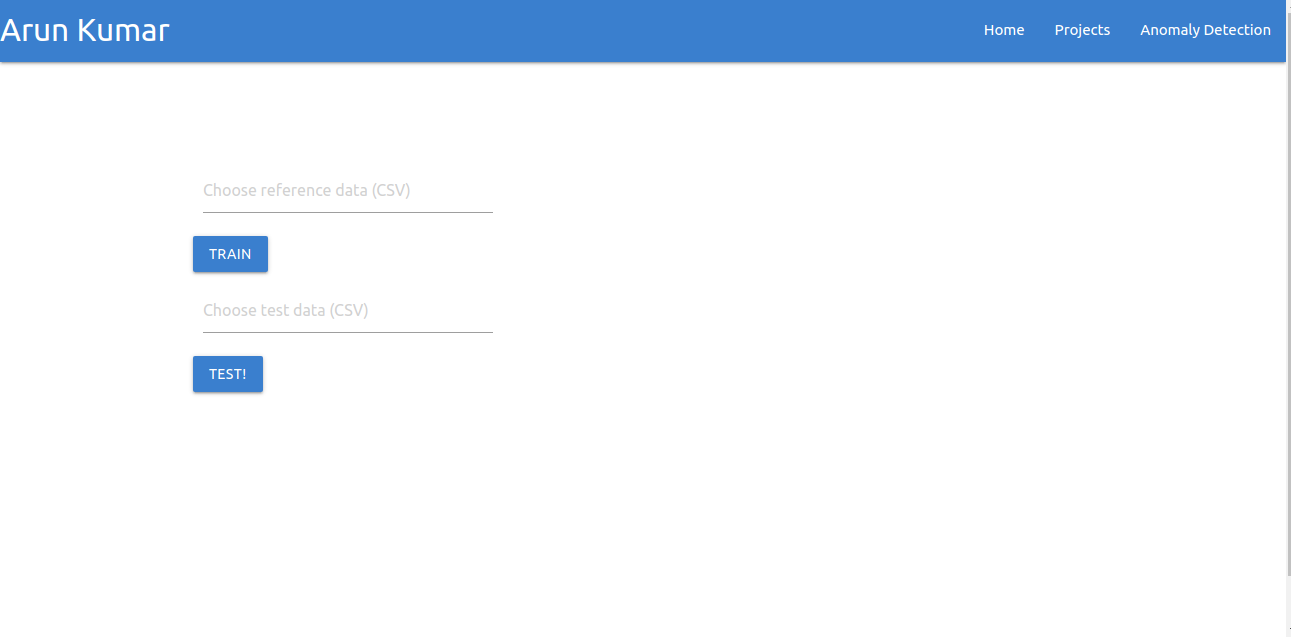 Arun Kumar
Home Projects Anomaly Detection
Choose reference data (CSV)
TRAIN
Choose test data (CSV)
TEST!